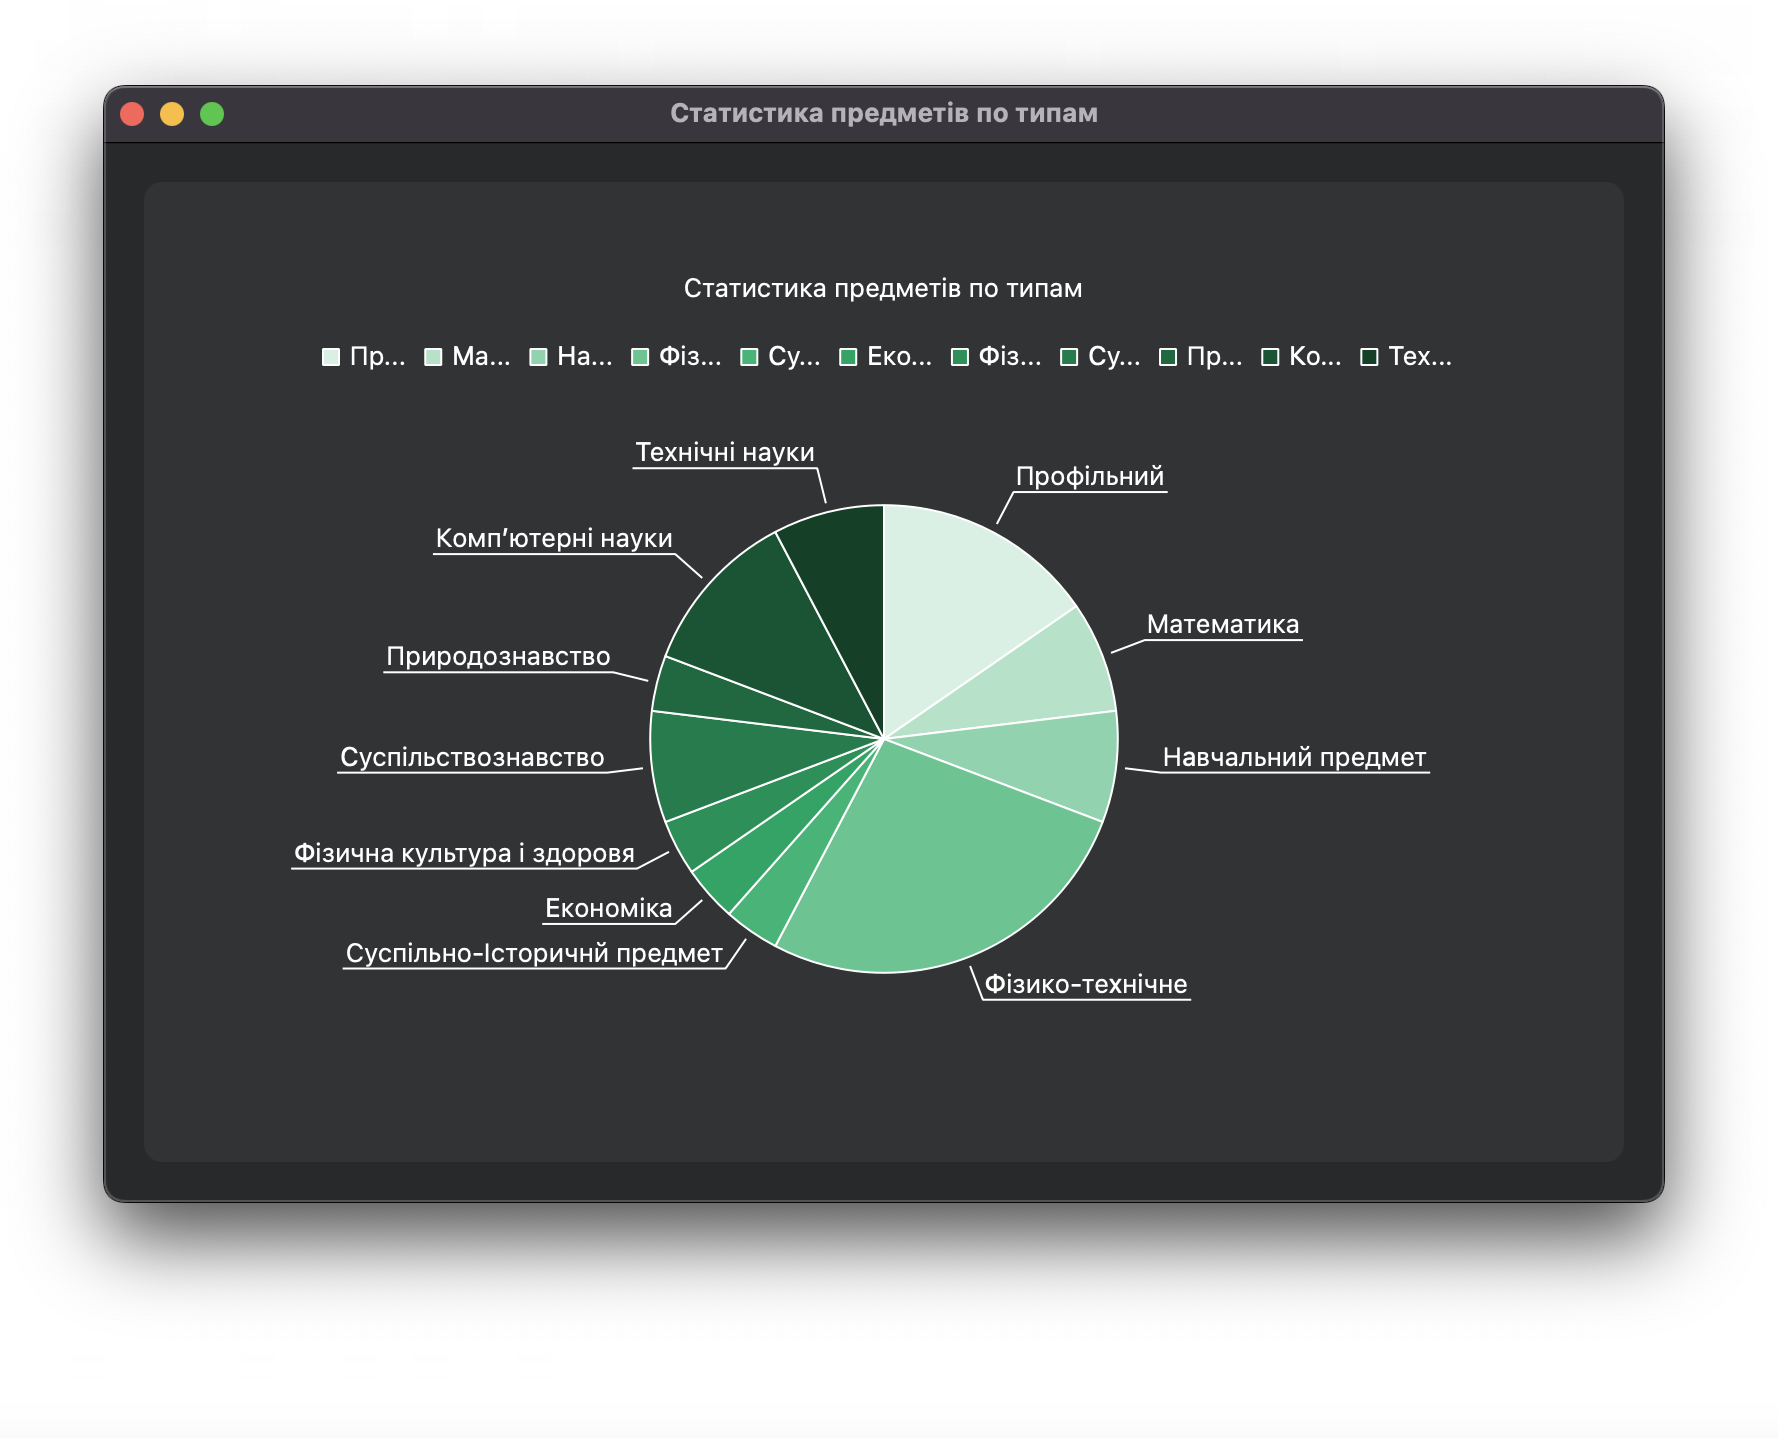 Статистика предметів по типам
Статистика предметів по типам
Пр... Ма... На... Фіз... Су... Еко... Фіз... Су... Пр... Ко... Тех...
Технічні науки
Профільний
Комп’ютерні науки
Математика
Природознавство
Суспільствознавство
Навчальний предмет
Фізична культура і здоровя
Економіка
Суспільно-Історичнй предмет
Фізико-технічне